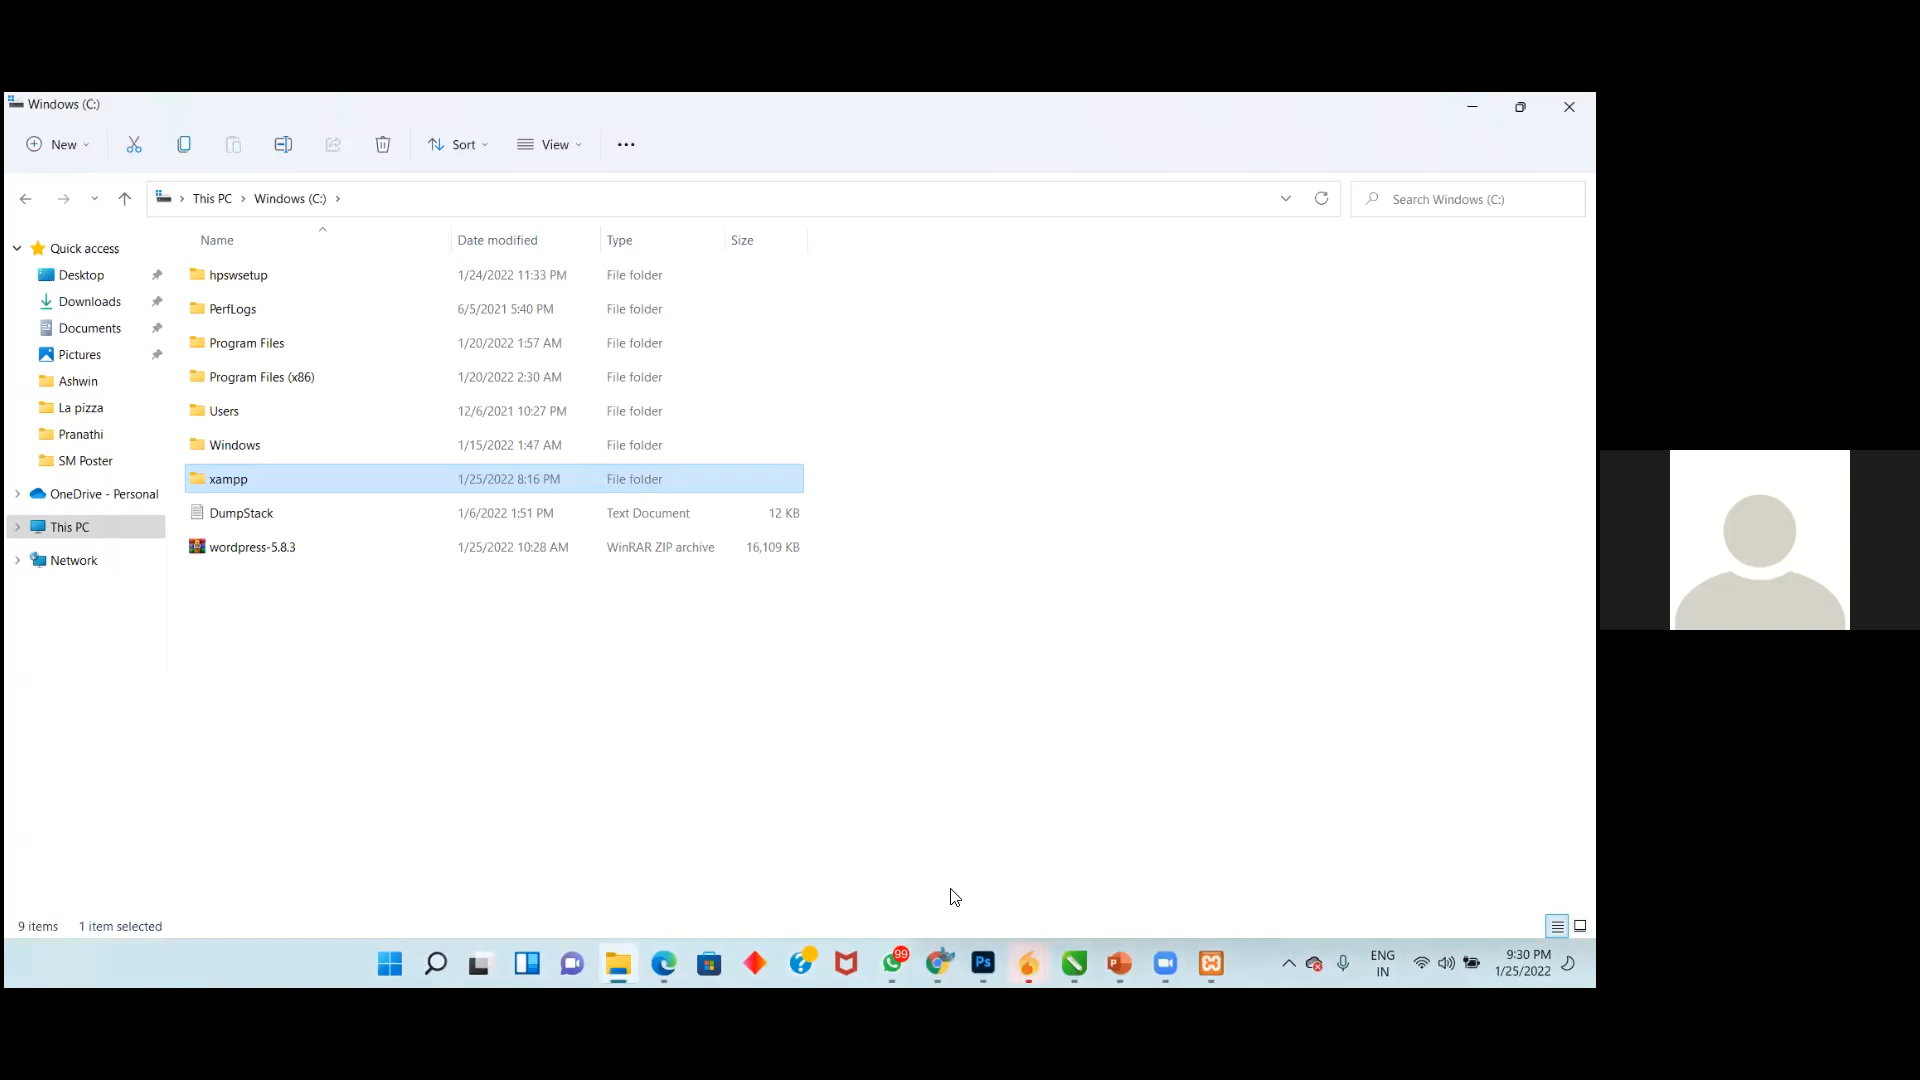 Windows (C:)
New
Sort
View
This PC > Windows (C:) >
Search Windows (C:)
Name Date modified Type Size
Quick access
Desktop
Downloads
Documents
Pictures
Ashwin
La pizza
Pranathi
SM Poster
OneDrive - Personal
This PC
Network
hpswsetup 1/24/2022 11:33 PM File folder
PerfLogs 6/5/2021 5:40 PM File folder
Program Files 1/20/2022 1:57 AM File folder
Program Files (x86) 1/20/2022 2:30 AM File folder
Users 12/6/2021 10:27 PM File folder
Windows 1/15/2022 1:47 AM File folder
xampp 1/25/2022 8:16 PM File folder
DumpStack 1/6/2022 1:51 PM Text Document 12 KB
wordpress-5.8.3 1/25/2022 10:28 AM WinRAR ZIP archive 16,109 KB
9 items 1 item selected
99
Ps
P
ENG
IN
9:30 PM
1/25/2022